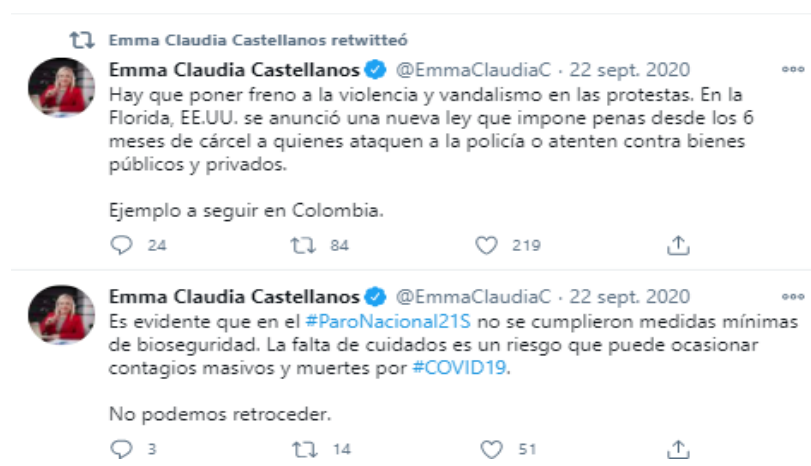 Emma Claudia Castellanos retwitteó
Emma Claudia Castellanos @EmmaClaudiaC · 22 sept. 2020
Hay que poner freno a la violencia y vandalismo en las protestas. En la
Florida, EE.UU. se anunció una nueva ley que impone penas desde los 6
meses de cárcel a quienes ataquen a la policía o atenten contra bienes
públicos y privados.
Ejemplo a seguir en Colombia.
24 84 219
Emma Claudia Castellanos @EmmaClaudiaC · 22 sept. 2020
Es evidente que en el #ParoNacional21S no se cumplieron medidas mínimas
de bioseguridad. La falta de cuidados es un riesgo que puede ocasionar
contagios masivos y muertes por #COVID19.
No podemos retroceder.
3 14 51